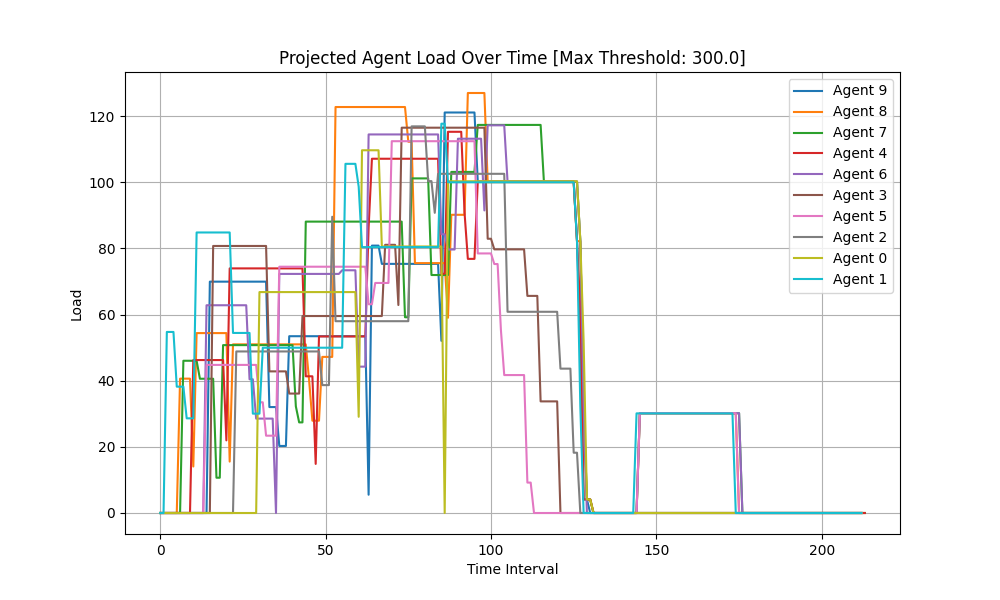 Projected Agent Load Over Time [Max Threshold: 300.0]
Load
120
100
80
60
40
20
0
0 50 100 150 200
Time Interval
Agent 9
Agent 8
Agent 7
Agent 4
Agent 6
Agent 3
Agent 5
Agent 2
Agent 0
Agent 1